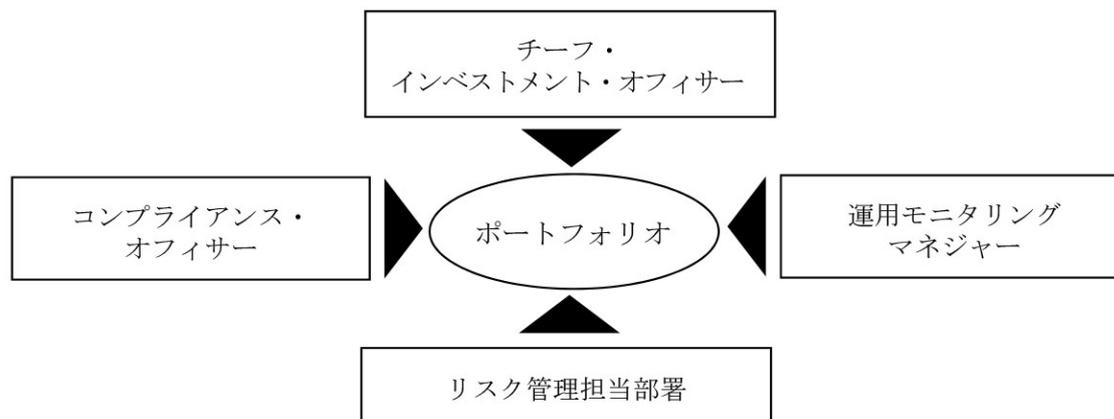 チーフ・
インベストメント・オフィサー
コンプライアンス・
オフィサー
ポートフォリオ
運用モニタリング
マネジャー
リスク管理担当部署